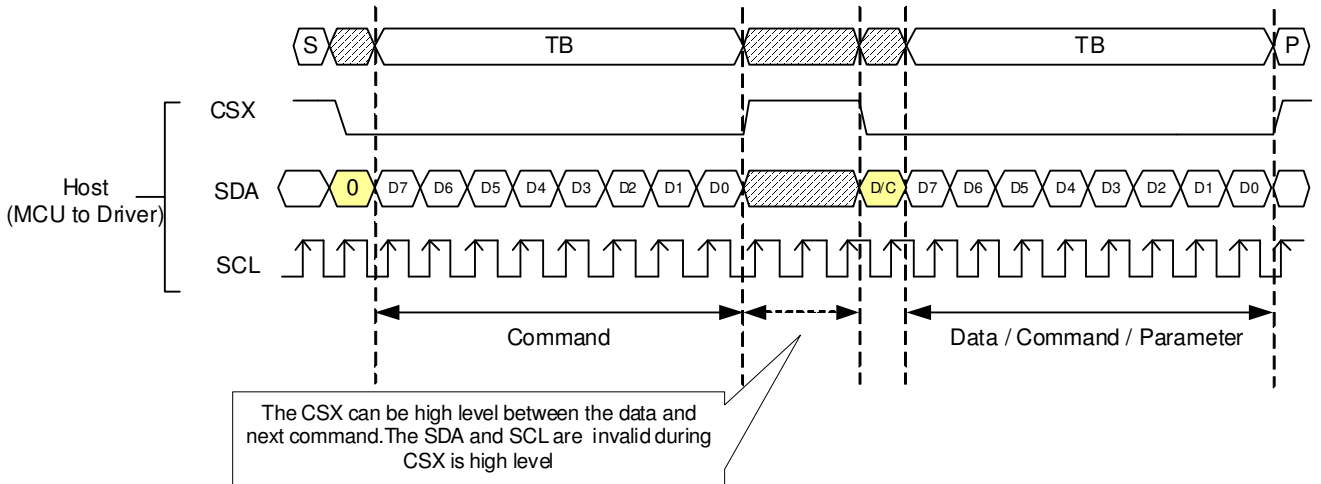 S TB TB P
CSX
Host
(MCU to Driver)
SDA 0 D7 D6 D5 D4 D3 D2 D1 D0 D/C D7 D6 D5 D4 D3 D2 D1 D0
SCL
Command Data / Command / Parameter
The CSX can be high level between the data and
next command.The SDA and SCL are invalid during
CSX is high level